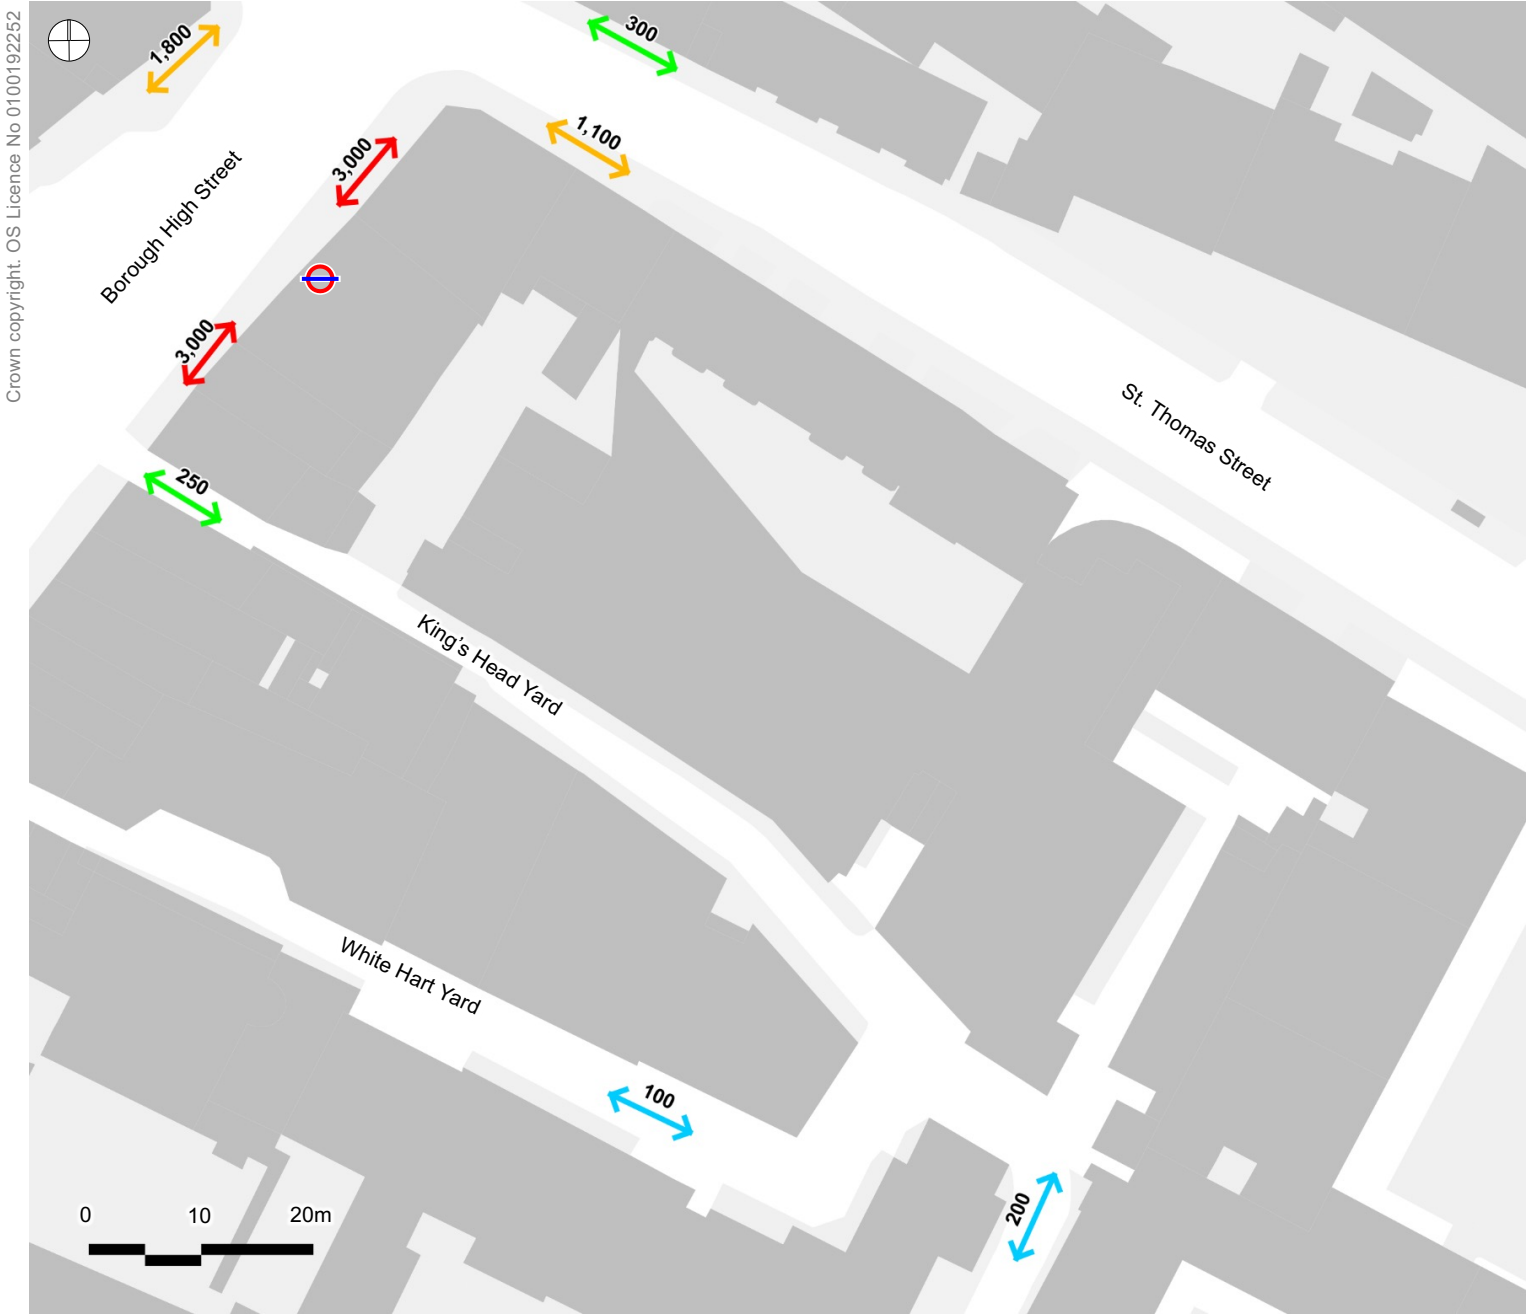 Crown copyright. OS Licence No 0100192252
1,800
300
1,100
3,000
Borough High Street
3,000
St. Thomas Street
250
King's Head Yard
White Hart Yard
100
200
0 10 20m